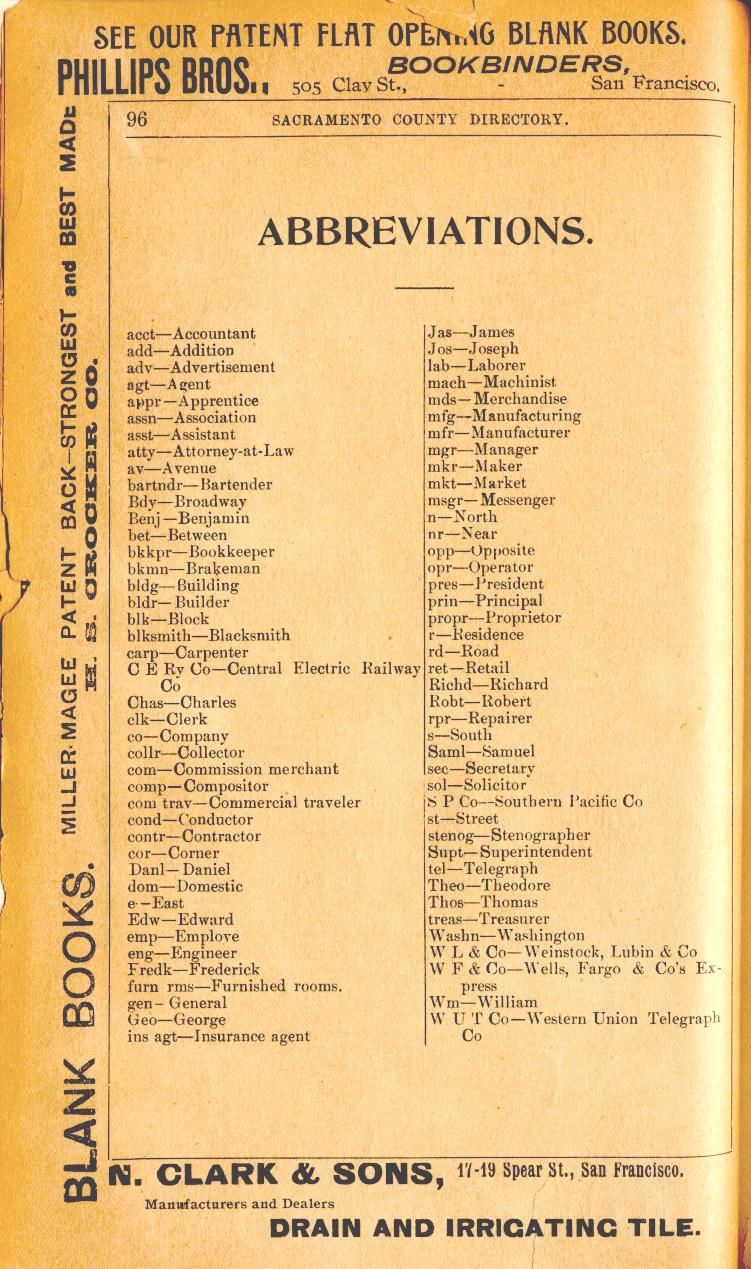 SEE OUR PATENT FLAT OPENING BLANK BOOKS.
PHILLIPS BROS., BOOKBINDERS,
505 Clay St., - San Francisco.
BLANK BOOKS. MILLER-MAGEE PATENT BACK—STRONGEST and BEST MADE
H. S. CROCKER CO.
96 SACRAMENTO COUNTY DIRECTORY.
ABBREVIATIONS.
acct—Accountant
add—Addition
adv—Advertisement
agt—Agent
appr—Apprentice
assn—Association
asst—Assistant
atty—Attorney-at-Law
av—Avenue
bartndr—Bartender
Bdy—Broadway
Benj—Benjamin
bet—Between
bkkpr—Bookkeeper
bkmn—Brakeman
bldg—Building
bldr—Builder
blk—Block
blksmith—Blacksmith
carp—Carpenter
C E Ry Co—Central Electric Railway
Co
Chas—Charles
clk—Clerk
co—Company
collr—Collector
com—Commission merchant
comp—Compositor
com trav—Commercial traveler
cond—Conductor
contr—Contractor
cor—Corner
Danl—Daniel
dom—Domestic
e—East
Edw—Edward
emp—Employe
eng—Engineer
Fredk—Frederick
furn rms—Furnished rooms.
gen—General
Geo—George
ins agt—Insurance agent
Jas—James
Jos—Joseph
lab—Laborer
mach—Machinist
mds—Merchandise
mfg—Manufacturing
mfr—Manufacturer
mgr—Manager
mkr—Maker
mkt—Market
msgr—Messenger
n—North
nr—Near
opp—Opposite
opr—Operator
pres—President
prin—Principal
propr—Proprietor
r—Residence
rd—Road
ret—Retail
Richd—Richard
Robt—Robert
rpr—Repairer
s—South
Saml—Samuel
sec—Secretary
sol—Solicitor
S P Co—Southern Pacific Co
st—Street
stenog—Stenographer
Supt—Superintendent
tel—Telegraph
Theo—Theodore
Thos—Thomas
treas—Treasurer
Washn—Washington
W L & Co—Weinstock, Lubin & Co
W F & Co—Wells, Fargo & Co's Ex-
press
Wm—William
W U T Co—Western Union Telegraph
Co
N. CLARK & SONS, 17-19 Spear St., San Francisco.
Manufacturers and Dealers
DRAIN AND IRRIGATING TILE.